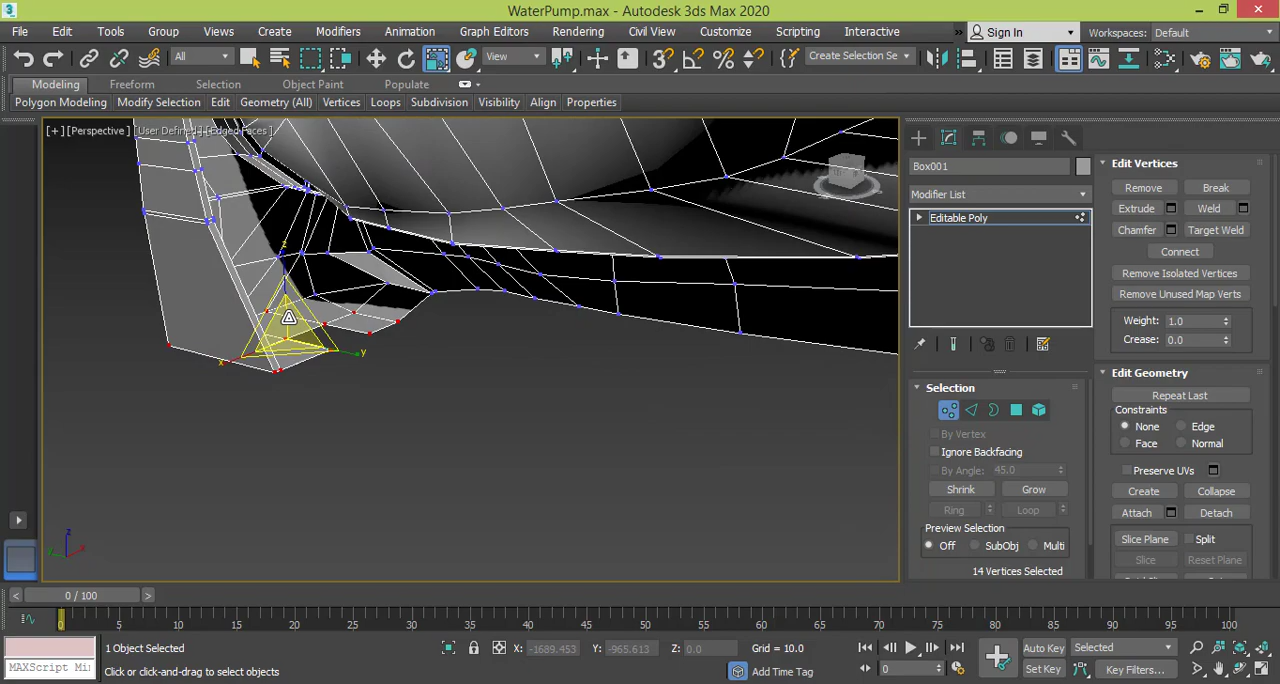 WaterPump.max - Autodesk 3ds Max 2020
File Edit Tools Group Views Create Modifiers Animation Graph Editors Rendering Civil View Customize Scripting Interactive Sign In Workspaces: Default
All View Create Selection Se
Modeling Freeform Selection Object Paint Populate
Polygon Modeling Modify Selection Edit Geometry (All) Vertices Loops Subdivision Visibility Align Properties
[+] [Perspective] [User Defined] [Edged Faces]
Box001
Modifier List
Editable Poly
Selection
By Vertex
Ignore Backfacing
By Angle: 45.0
Shrink Grow
Ring Loop
Preview Selection
Off SubObj Multi
14 Vertices Selected
Edit Vertices
Remove Break
Extrude Weld
Chamfer Target Weld
Connect
Remove Isolated Vertices
Remove Unused Map Verts
Weight: 1.0
Crease: 0.0
Edit Geometry
Repeat Last
Constraints
None Edge
Face Normal
Preserve UVs
Create Collapse
Attach Detach
Slice Plane Split
Slice Reset Plane
z
x y
z
< 0 / 100 >
0 5 10 15 20 25 30 35 40 45 50 55 60 65 70 75 80 85 90 95 100
1 Object Selected X: -1689.453 Y: -965.613 Z: 0.0 Grid = 10.0 Auto Key Selected
MAXScript Mi Click or click-and-drag to select objects Add Time Tag 0 Set Key Key Filters...